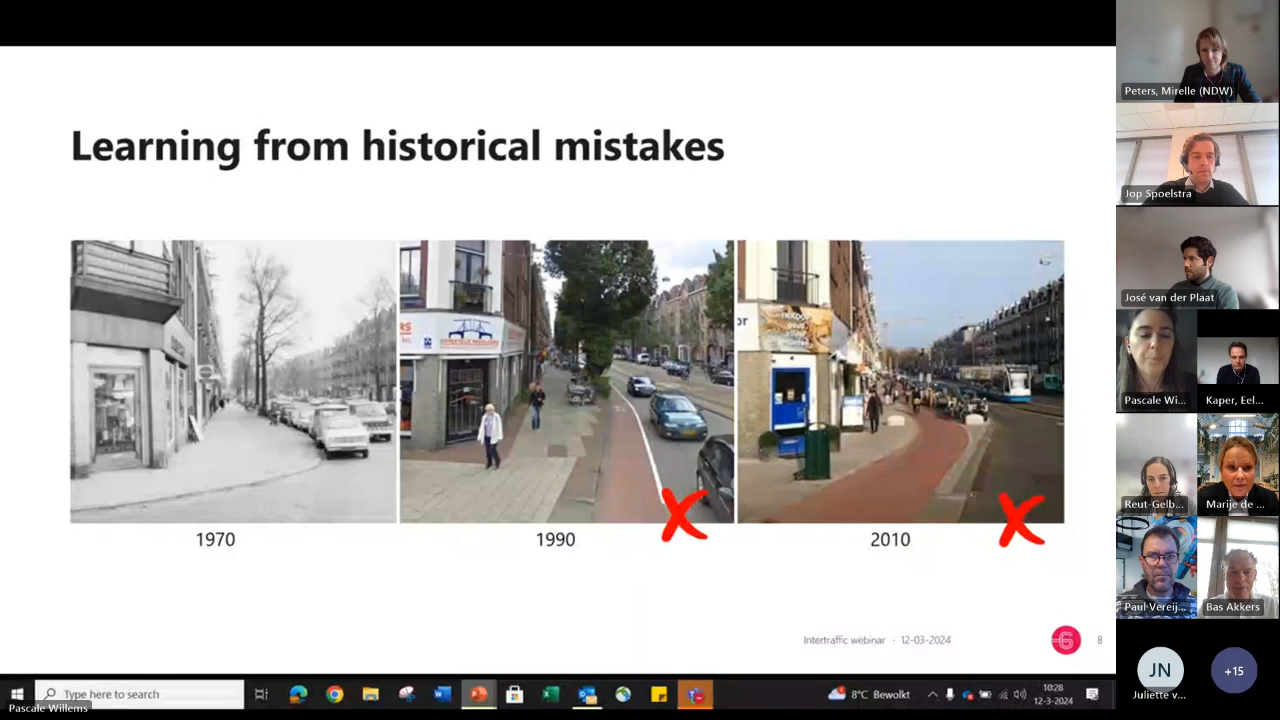 Learning from historical mistakes
1970
1990
2010
Intertraffic webinar - 12-03-2024
8
Peters, Mirelle (NDW)
Jop Spoelstra
José van der Plaat
Pascale Wi...
Kaper, Eel...
Reut-Gelb...
Marije de ...
Paul Vereij...
Bas Akkers
JN
Juliette v...
+15
Type here to search
8°C Bewolkt
10:28
12-3-2024
Pascale Willems